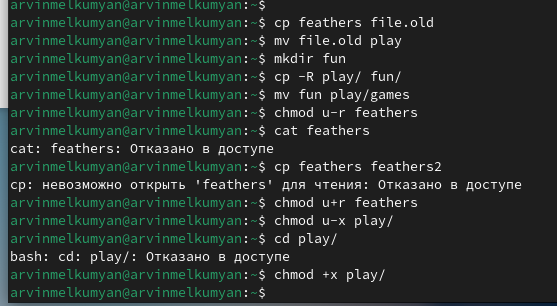 arvinmelkumyan@arvinmelkumyan:~$
arvinmelkumyan@arvinmelkumyan:~$ cp feathers file.old
arvinmelkumyan@arvinmelkumyan:~$ mv file.old play
arvinmelkumyan@arvinmelkumyan:~$ mkdir fun
arvinmelkumyan@arvinmelkumyan:~$ cp -R play/ fun/
arvinmelkumyan@arvinmelkumyan:~$ mv fun play/games
arvinmelkumyan@arvinmelkumyan:~$ chmod u-r feathers
arvinmelkumyan@arvinmelkumyan:~$ cat feathers
cat: feathers: Отказано в доступе
arvinmelkumyan@arvinmelkumyan:~$ cp feathers feathers2
cp: невозможно открыть 'feathers' для чтения: Отказано в доступе
arvinmelkumyan@arvinmelkumyan:~$ chmod u+r feathers
arvinmelkumyan@arvinmelkumyan:~$ chmod u-x play/
arvinmelkumyan@arvinmelkumyan:~$ cd play/
bash: cd: play/: Отказано в доступе
arvinmelkumyan@arvinmelkumyan:~$ chmod +x play/
arvinmelkumyan@arvinmelkumyan:~$